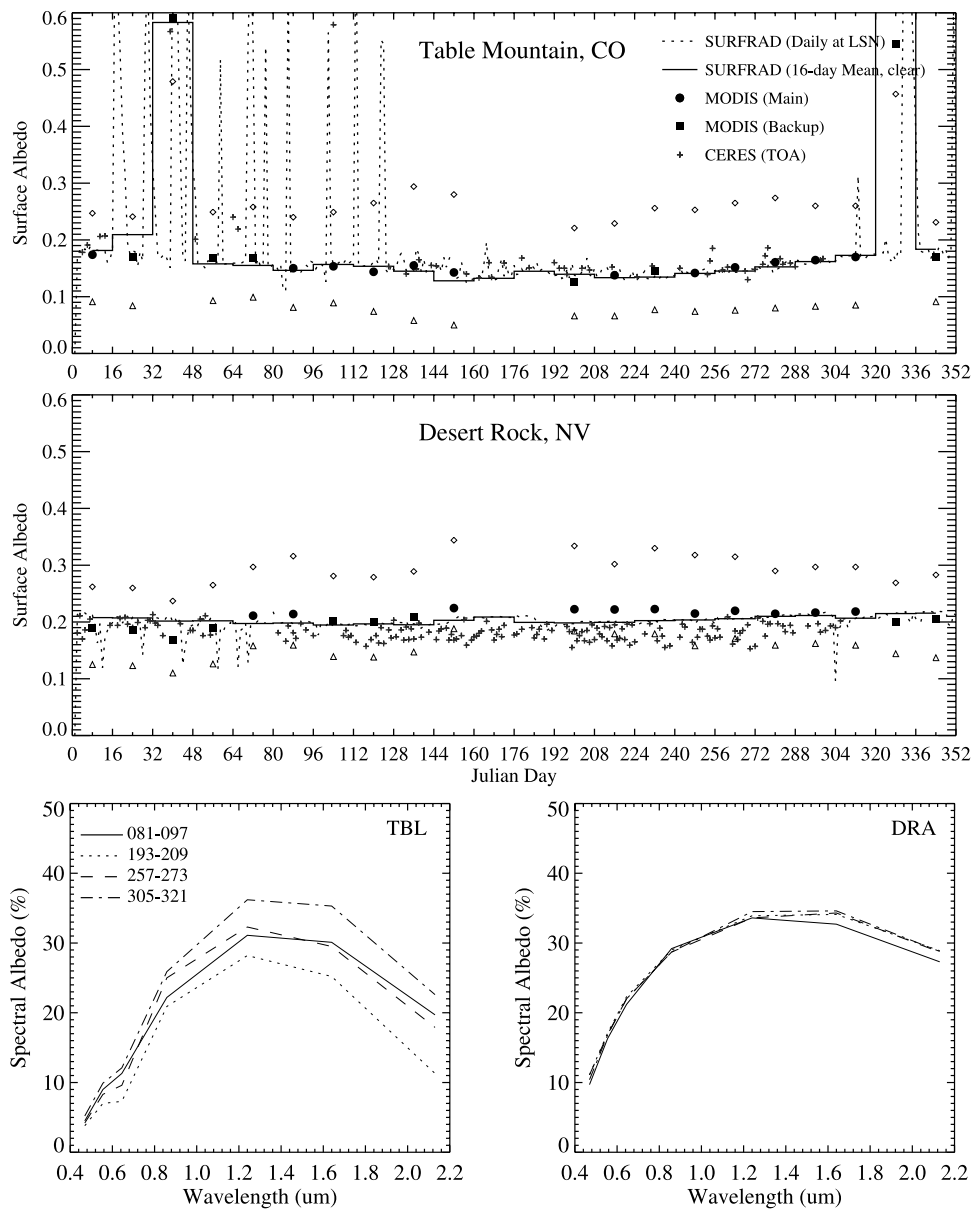 Table Mountain, CO
SURFRAD (Daily at LSN)
SURFRAD (16-day Mean, clear)
MODIS (Main)
MODIS (Backup)
CERES (TOA)
Surface Albedo
0.6
0.5
0.4
0.3
0.2
0.1
0.0
0 16 32 48 64 80 96 112 128 144 160 176 192 208 224 240 256 272 288 304 320 336 352
Desert Rock, NV
Surface Albedo
0.6
0.5
0.4
0.3
0.2
0.1
0.0
0 16 32 48 64 80 96 112 128 144 160 176 192 208 224 240 256 272 288 304 320 336 352
Julian Day
TBL
081-097
193-209
257-273
305-321
Spectral Albedo (%)
50
40
30
20
10
0
0.4 0.6 0.8 1.0 1.2 1.4 1.6 1.8 2.0 2.2
Wavelength (um)
DRA
Spectral Albedo (%)
50
40
30
20
10
0
0.4 0.6 0.8 1.0 1.2 1.4 1.6 1.8 2.0 2.2
Wavelength (um)